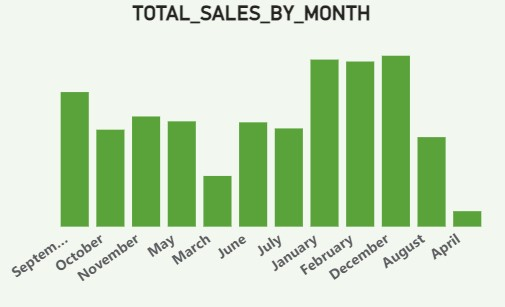 TOTAL_SALES_BY_MONTH
Septem...
October
November
May
March
June
July
January
February
December
August
April